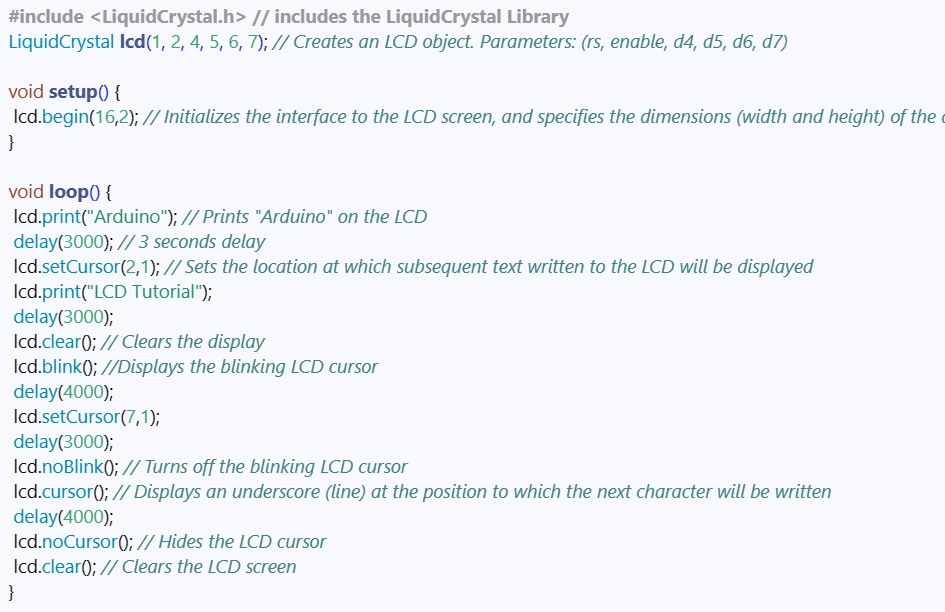 #include <LiquidCrystal.h> // includes the LiquidCrystal Library
LiquidCrystal lcd(1, 2, 4, 5, 6, 7); // Creates an LCD object. Parameters: (rs, enable, d4, d5, d6, d7)
void setup() {
lcd.begin(16,2); // Initializes the interface to the LCD screen, and specifies the dimensions (width and height) of the
}
void loop() {
lcd.print("Arduino"); // Prints "Arduino" on the LCD
delay(3000); // 3 seconds delay
lcd.setCursor(2,1); // Sets the location at which subsequent text written to the LCD will be displayed
lcd.print("LCD Tutorial");
delay(3000);
lcd.clear(); // Clears the display
lcd.blink(); //Displays the blinking LCD cursor
delay(4000);
lcd.setCursor(7,1);
delay(3000);
lcd.noBlink(); // Turns off the blinking LCD cursor
lcd.cursor(); // Displays an underscore (line) at the position to which the next character will be written
delay(4000);
lcd.noCursor(); // Hides the LCD cursor
lcd.clear(); // Clears the LCD screen
}